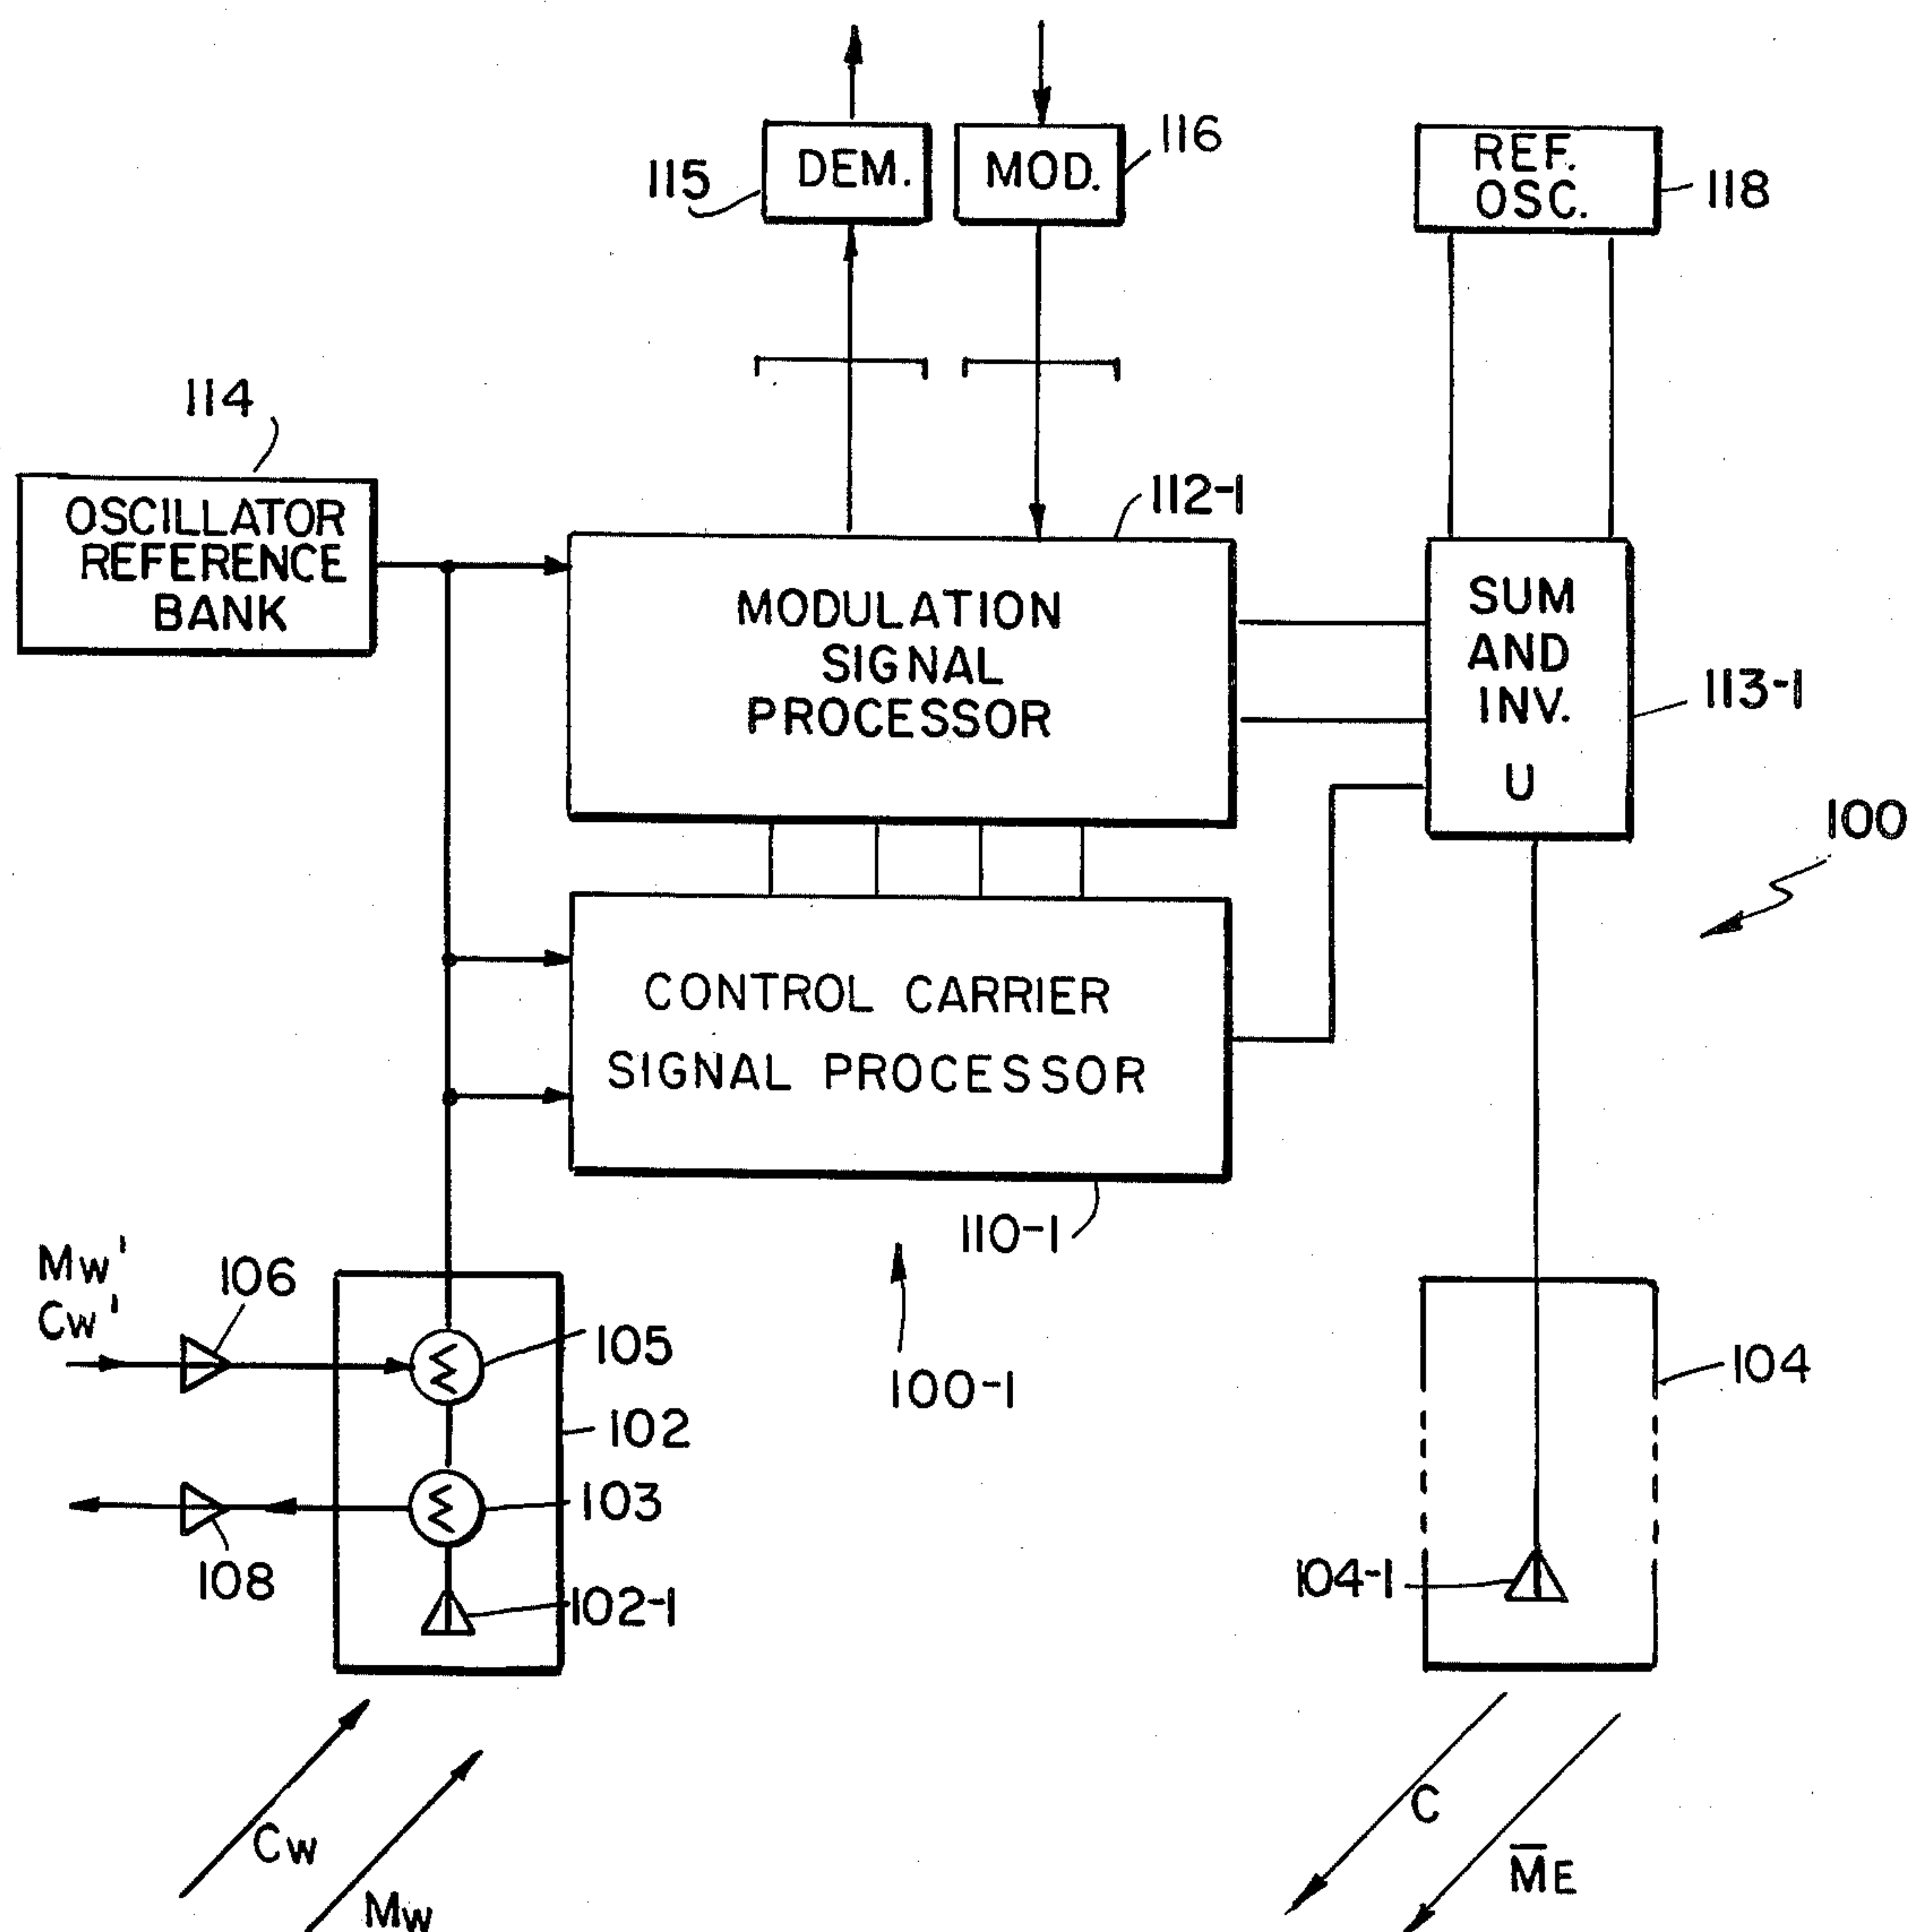 116
DEM.
MOD.
115
REF.
OSC.
118
114
112-1
OSCILLATOR
REFERENCE
BANK
MODULATION
SIGNAL
PROCESSOR
SUM
AND
INV.
U
113-1
100
CONTROL CARRIER
SIGNAL PROCESSOR
110-1
Mw'
Cw'
106
105
100-1
104
102
103
108
102-1
104-1
Cw
Mw
C
M̅E